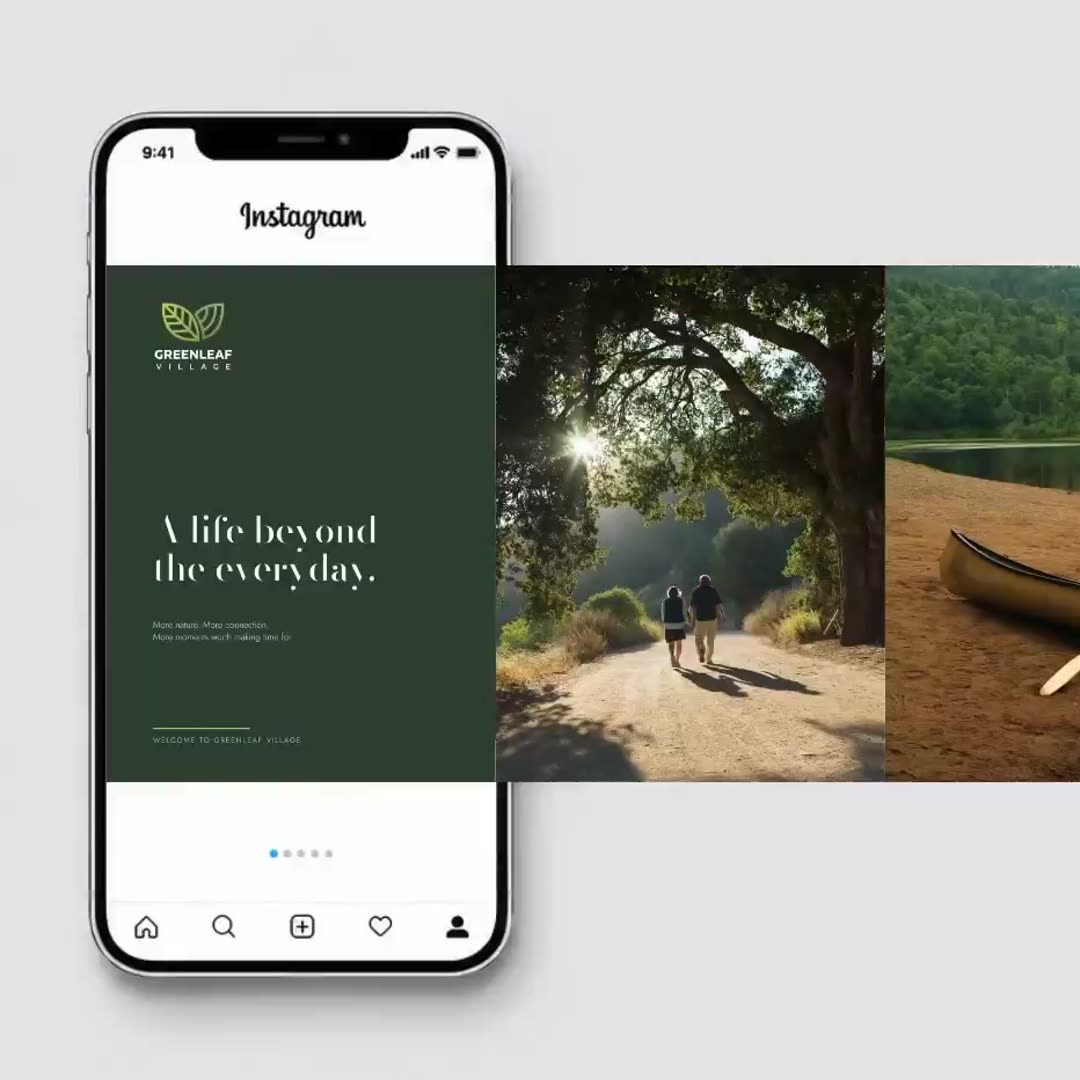 9:41
Instagram
GREENLEAF
VILLAGE
A life beyond
the everyday.
More nature. More connection.
More moments worth making time for.
WELCOME TO GREENLEAF VILLAGE